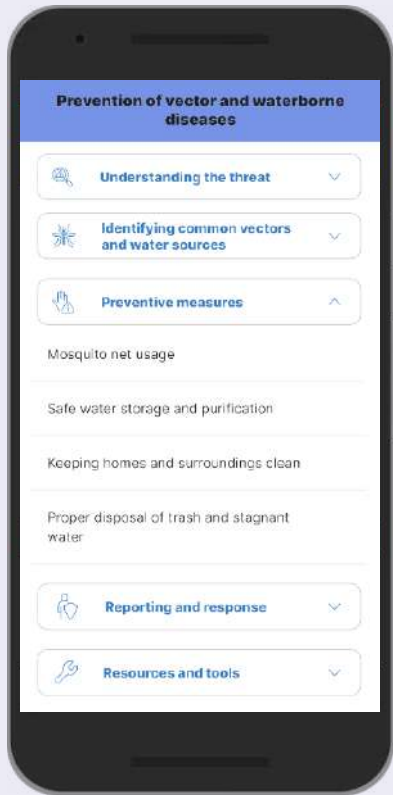 Prevention of vector and waterborne
diseases
Understanding the threat
Identifying common vectors
and water sources
Preventive measures
Mosquito net usage
Safe water storage and purification
Keeping homes and surroundings clean
Proper disposal of trash and stagnant
water
Reporting and response
Resources and tools